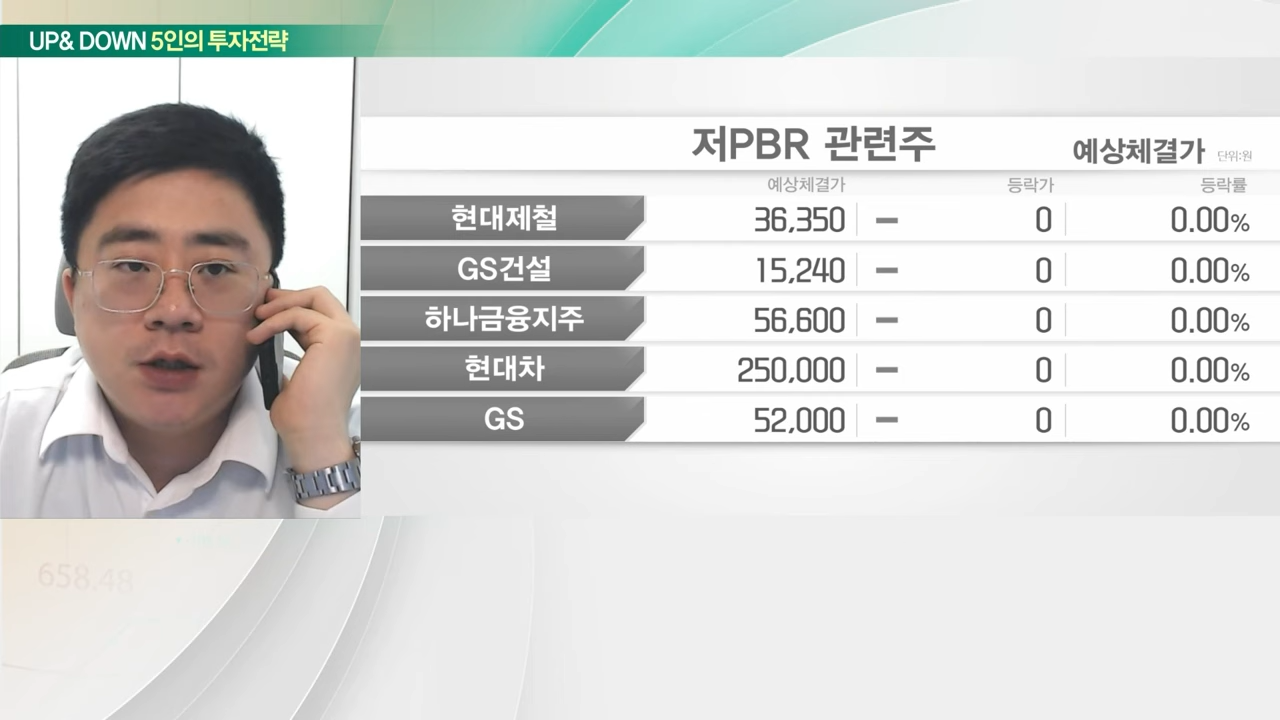 UP& DOWN 5인의 투자전략
저PBR 관련주 예상체결가 단위:원
예상체결가 등락가 등락률
현대제철 36,350 - 0 0.00%
GS건설 15,240 - 0 0.00%
하나금융지주 56,600 - 0 0.00%
현대차 250,000 - 0 0.00%
GS 52,000 - 0 0.00%
658.48